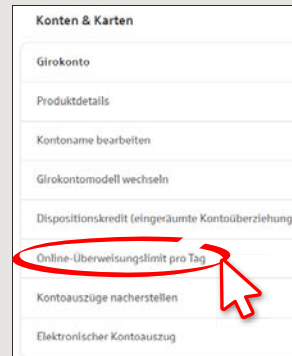 Konten & Karten
Girokonto
Produktdetails
Kontoname bearbeiten
Girokontomodell wechseln
Dispositionskredit (eingeräumte Kontoüberziehung
Online-Überweisungslimit pro Tag
Kontoauszüge nacherstellen
Elektronischer Kontoauszug